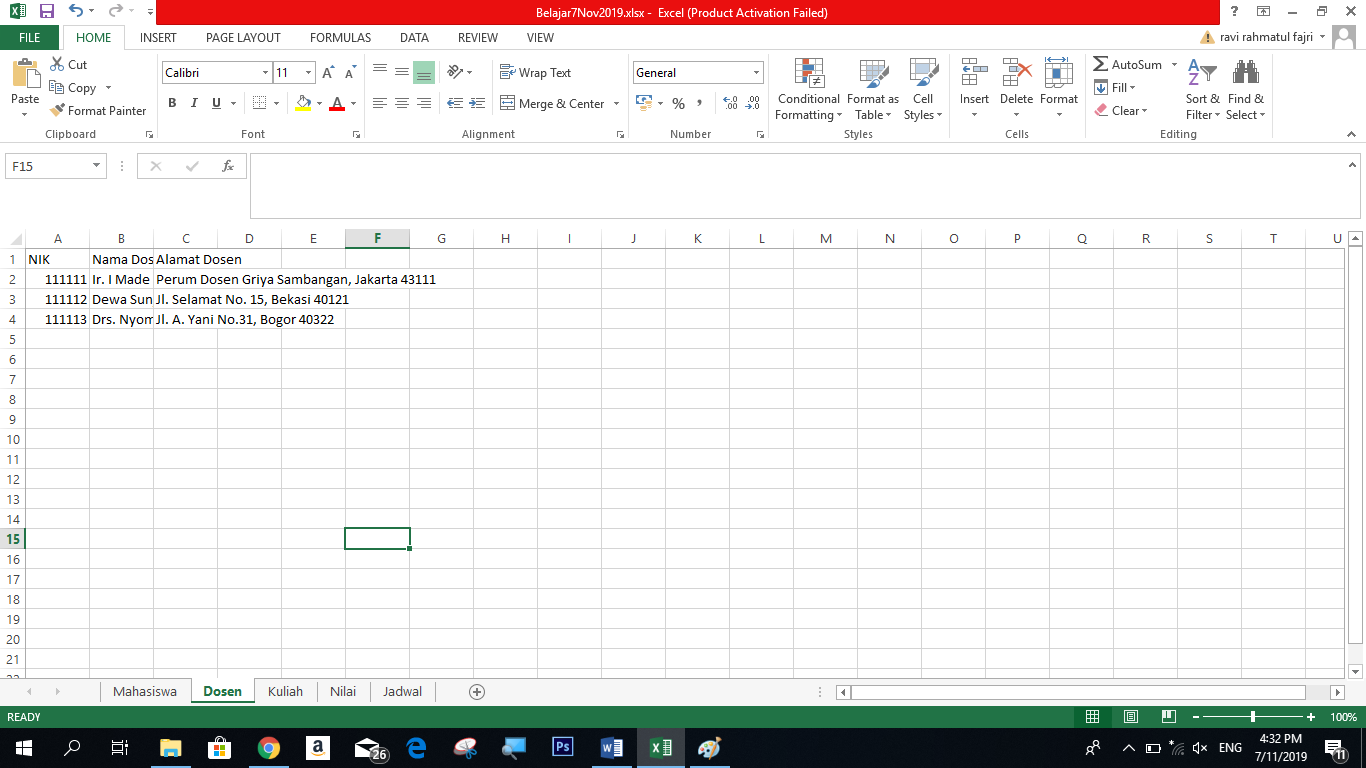 Belajar7Nov2019.xlsx - Excel (Product Activation Failed)
FILE HOME INSERT PAGE LAYOUT FORMULAS DATA REVIEW VIEW ravi rahmatul fajri
Paste
Cut
Copy
Format Painter
Clipboard
Calibri 11
B I U A
Font
Wrap Text
Merge & Center
Alignment
General
% ,
Number
Conditional Formatting
Format as Table
Cell Styles
Styles
Insert Delete Format
Cells
AutoSum
Fill
Clear
Sort & Filter
Find & Select
Editing
F15 fx
A B C D E F G H I J K L M N O P Q R S T U
1 NIK Nama Dos Alamat Dosen
2 111111 Ir. I Made Perum Dosen Griya Sambangan, Jakarta 43111
3 111112 Dewa Sun Jl. Selamat No. 15, Bekasi 40121
4 111113 Drs. Nyom Jl. A. Yani No.31, Bogor 40322
5
6
7
8
9
10
11
12
13
14
15
16
17
18
19
20
21
Mahasiswa Dosen Kuliah Nilai Jadwal
READY 100%
26 ENG 4:32 PM
7/11/2019 11